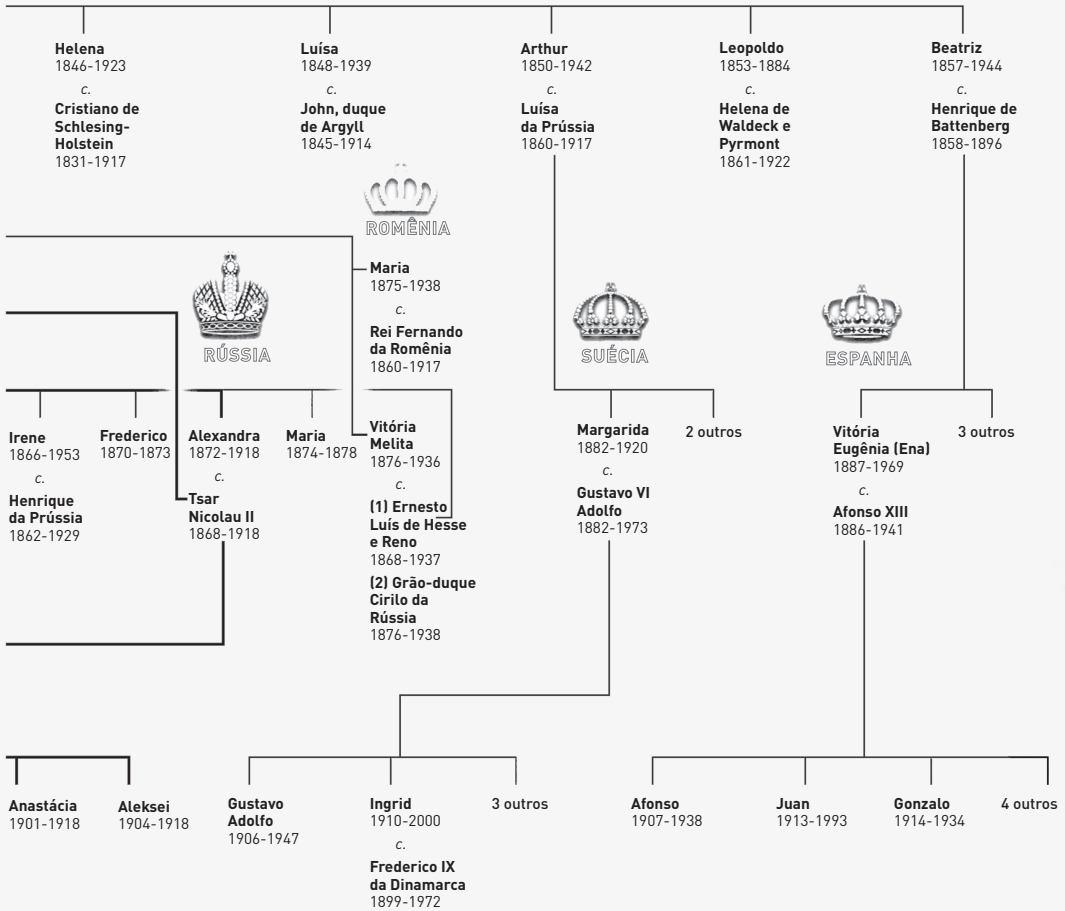 Helena
1846-1923
c.
Cristiano de
Schlesing-
Holstein
1831-1917
Luísa
1848-1939
c.
John, duque
de Argyll
1845-1914
Arthur
1850-1942
c.
Luísa
da Prússia
1860-1917
Leopoldo
1853-1884
c.
Helena de
Waldeck e
Pyrmont
1861-1922
Beatriz
1857-1944
c.
Henrique de
Battenberg
1858-1896
ROMÊNIA
Maria
1875-1938
c.
Rei Fernando
da Romênia
1860-1917
RÚSSIA
SUÉCIA
ESPANHA
Irene
1866-1953
c.
Henrique
da Prússia
1862-1929
Frederico
1870-1873
Alexandra
1872-1918
c.
Tsar
Nicolau II
1868-1918
Maria
1874-1878
Vitória
Melita
1876-1936
c.
(1) Ernesto
Luís de Hesse
e Reno
1868-1937
(2) Grão-duque
Cirilo da
Rússia
1876-1938
Margarida
1882-1920
c.
Gustavo VI
Adolfo
1882-1973
2 outros
Vitória
Eugênia (Ena)
1887-1969
c.
Afonso XIII
1886-1941
3 outros
Anastácia
1901-1918
Aleksei
1904-1918
Gustavo
Adolfo
1906-1947
Ingrid
1910-2000
c.
Frederico IX
da Dinamarca
1899-1972
3 outros
Afonso
1907-1938
Juan
1913-1993
Gonzalo
1914-1934
4 outros